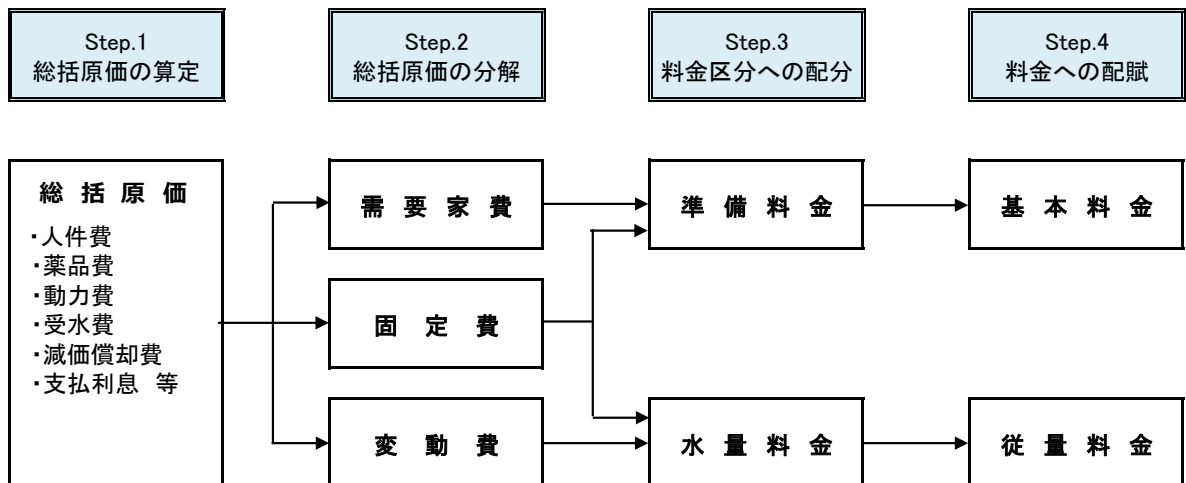 Step.1
総括原価の算定
Step.2
総括原価の分解
Step.3
料金区分への配分
Step.4
料金への配賦
総括原価
・人件費
・薬品費
・動力費
・受水費
・減価償却費
・支払利息 等
需要家費
準備料金
基本料金
固定費
変動費
水量料金
従量料金